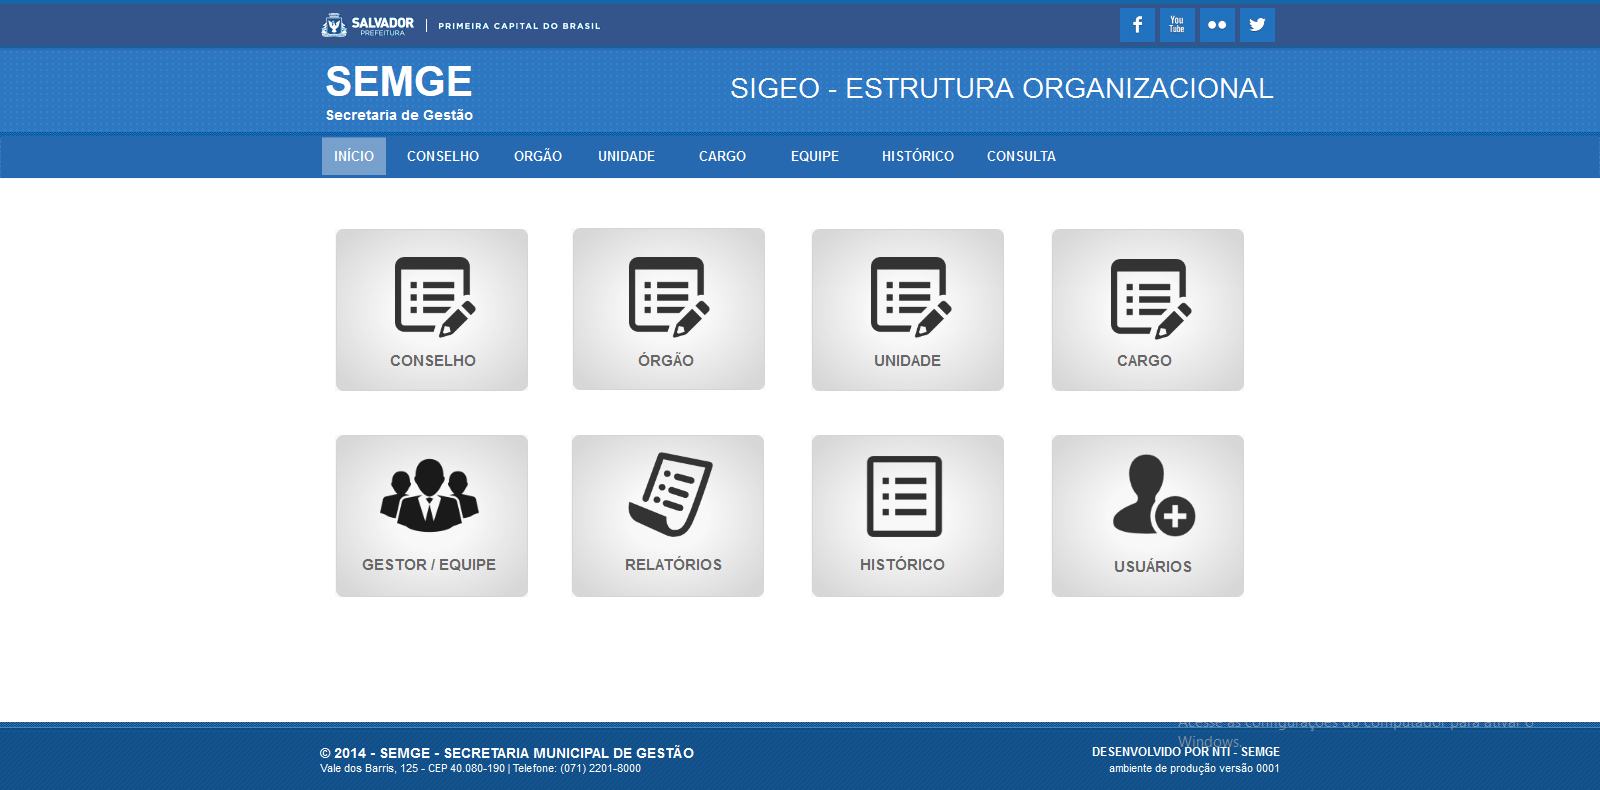 SALVADOR
PREFEITURA
PRIMEIRA CAPITAL DO BRASIL
You
Tube
SEMGE
Secretaria de Gestão
SIGEO - ESTRUTURA ORGANIZACIONAL
INÍCIO CONSELHO ORGÃO UNIDADE CARGO EQUIPE HISTÓRICO CONSULTA
CONSELHO ÓRGÃO UNIDADE CARGO
GESTOR / EQUIPE RELATÓRIOS HISTÓRICO USUÁRIOS
Acesse as configurações do computador para ativar o
Windows.
© 2014 - SEMGE - SECRETARIA MUNICIPAL DE GESTÃO
Vale dos Barris, 125 - CEP 40.080-190 | Telefone: (071) 2201-8000
DESENVOLVIDO POR NTI - SEMGE
ambiente de produção versão 0001